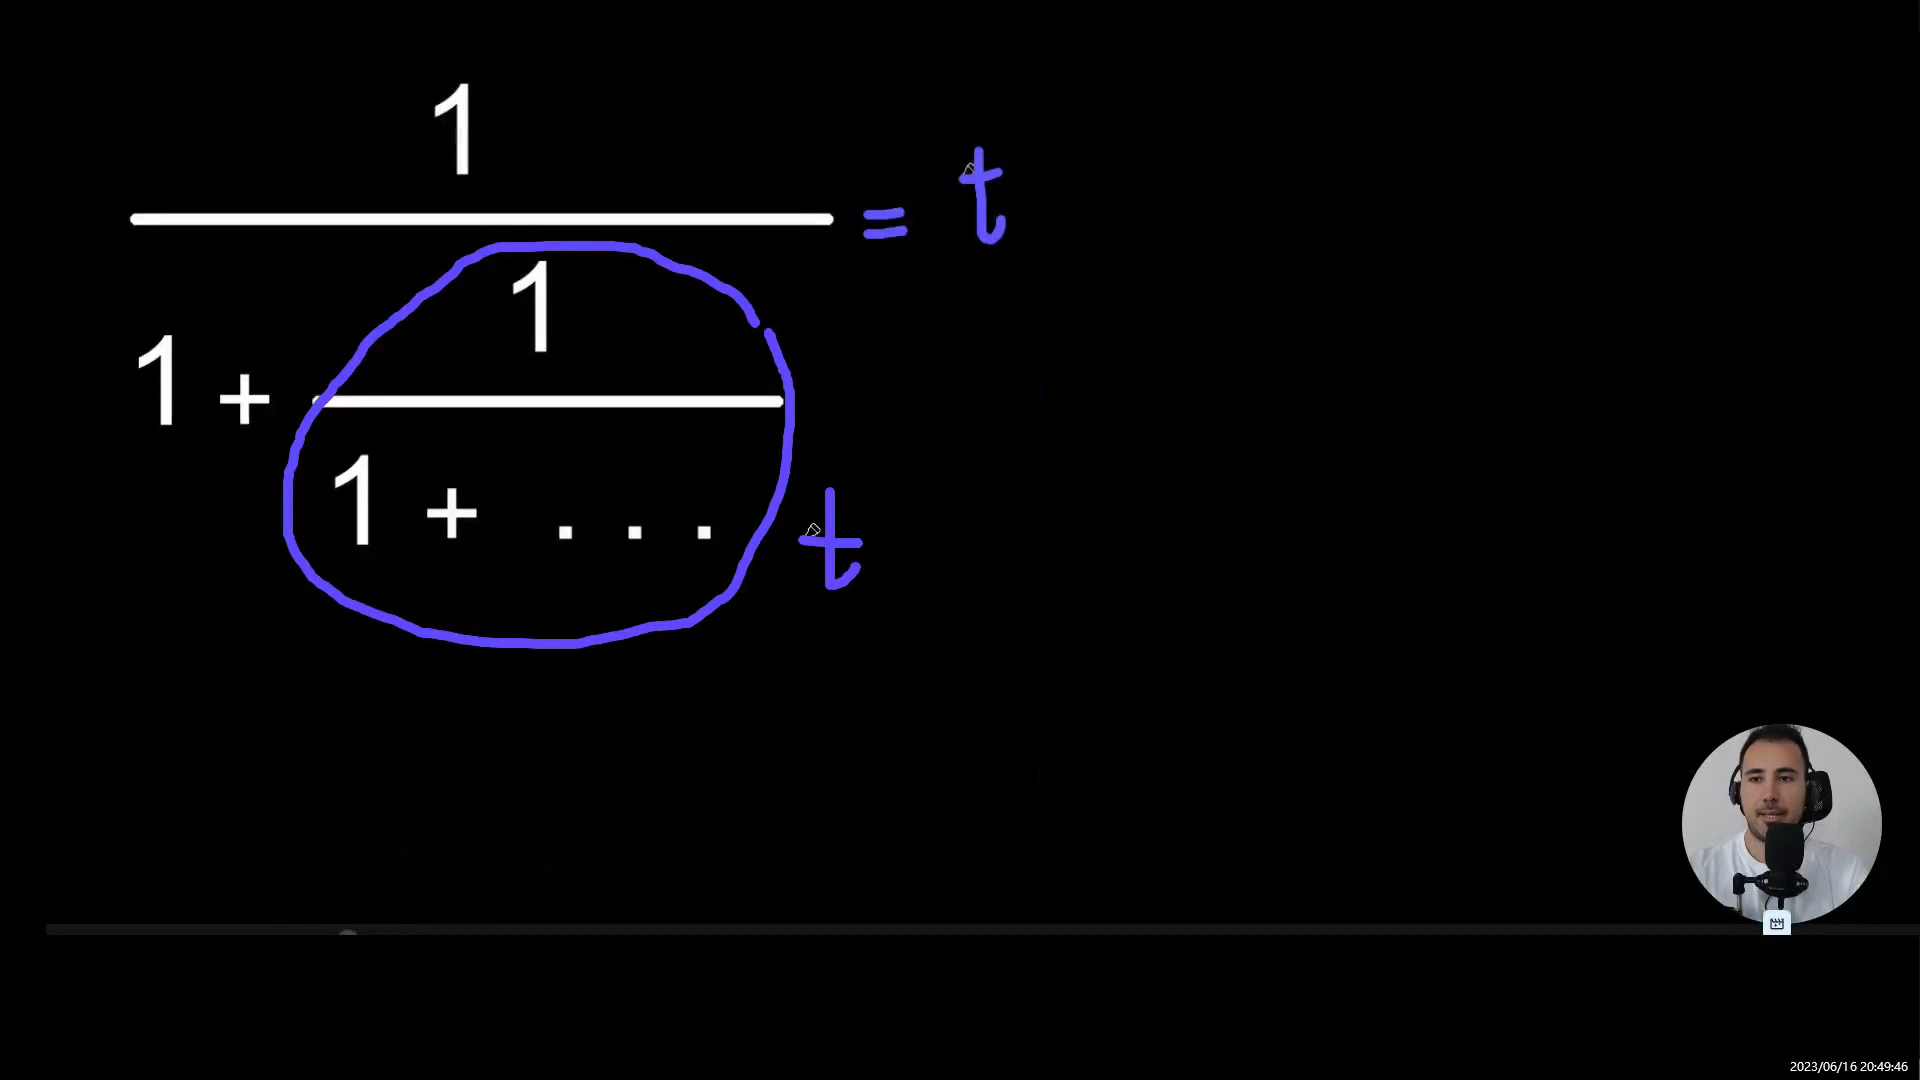 1
= t
1
1 +
1 + . . .
t
2023/06/16 20:49:46